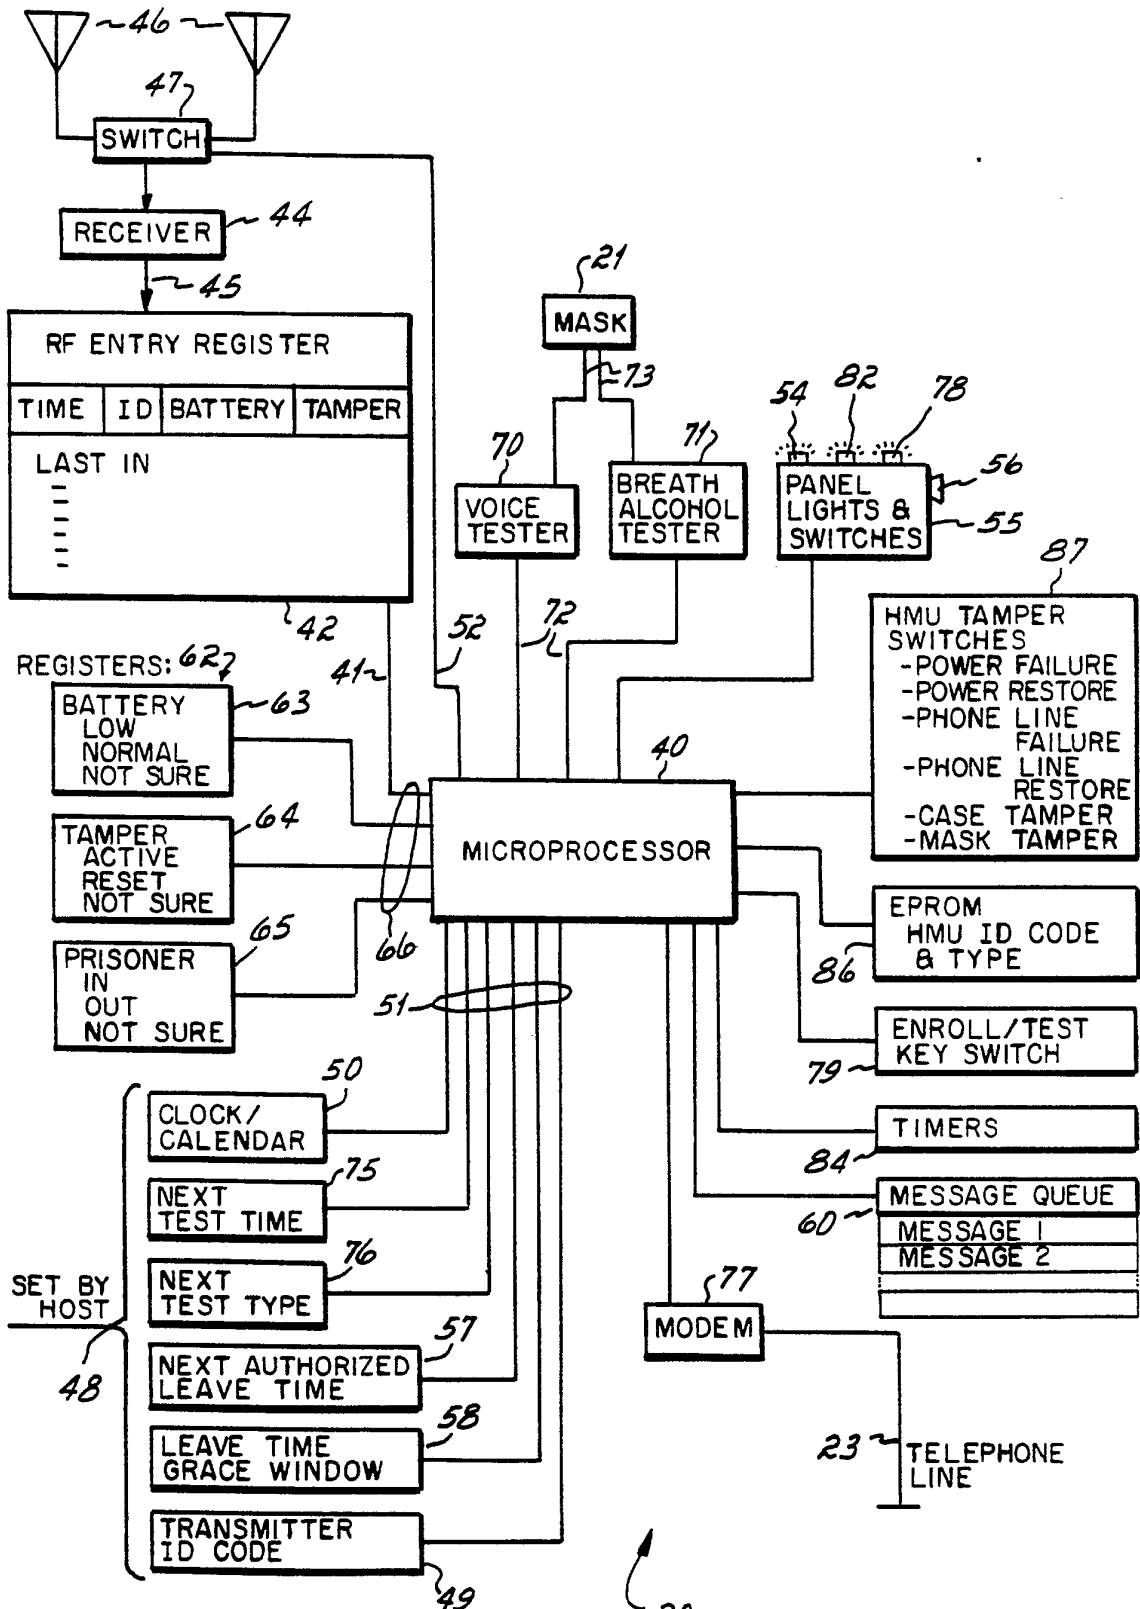 46
47
SWITCH
RECEIVER
44
45
RF ENTRY REGISTER
TIME
ID
BATTERY
TAMPER
LAST IN
42
21
MASK
73
70
VOICE
TESTER
71
BREATH
ALCOHOL
TESTER
72
54
82
78
56
PANEL
LIGHTS &
SWITCHES
55
87
HMU TAMPER
SWITCHES
-POWER FAILURE
-POWER RESTORE
-PHONE LINE
FAILURE
-PHONE LINE
RESTORE
-CASE TAMPER
-MASK TAMPER
52
41
REGISTERS: 62
63
BATTERY
LOW
NORMAL
NOT SURE
64
TAMPER
ACTIVE
RESET
NOT SURE
65
PRISONER
IN
OUT
NOT SURE
66
40
MICROPROCESSOR
51
EPROM
HMU ID CODE
& TYPE
86
ENROLL/TEST
KEY SWITCH
79
TIMERS
84
MESSAGE QUEUE
60
MESSAGE 1
MESSAGE 2
SET BY
HOST
48
50
CLOCK/
CALENDAR
75
NEXT
TEST TIME
76
NEXT
TEST TYPE
57
NEXT AUTHORIZED
LEAVE TIME
58
LEAVE TIME
GRACE WINDOW
TRANSMITTER
ID CODE
49
77
MODEM
23
TELEPHONE
LINE